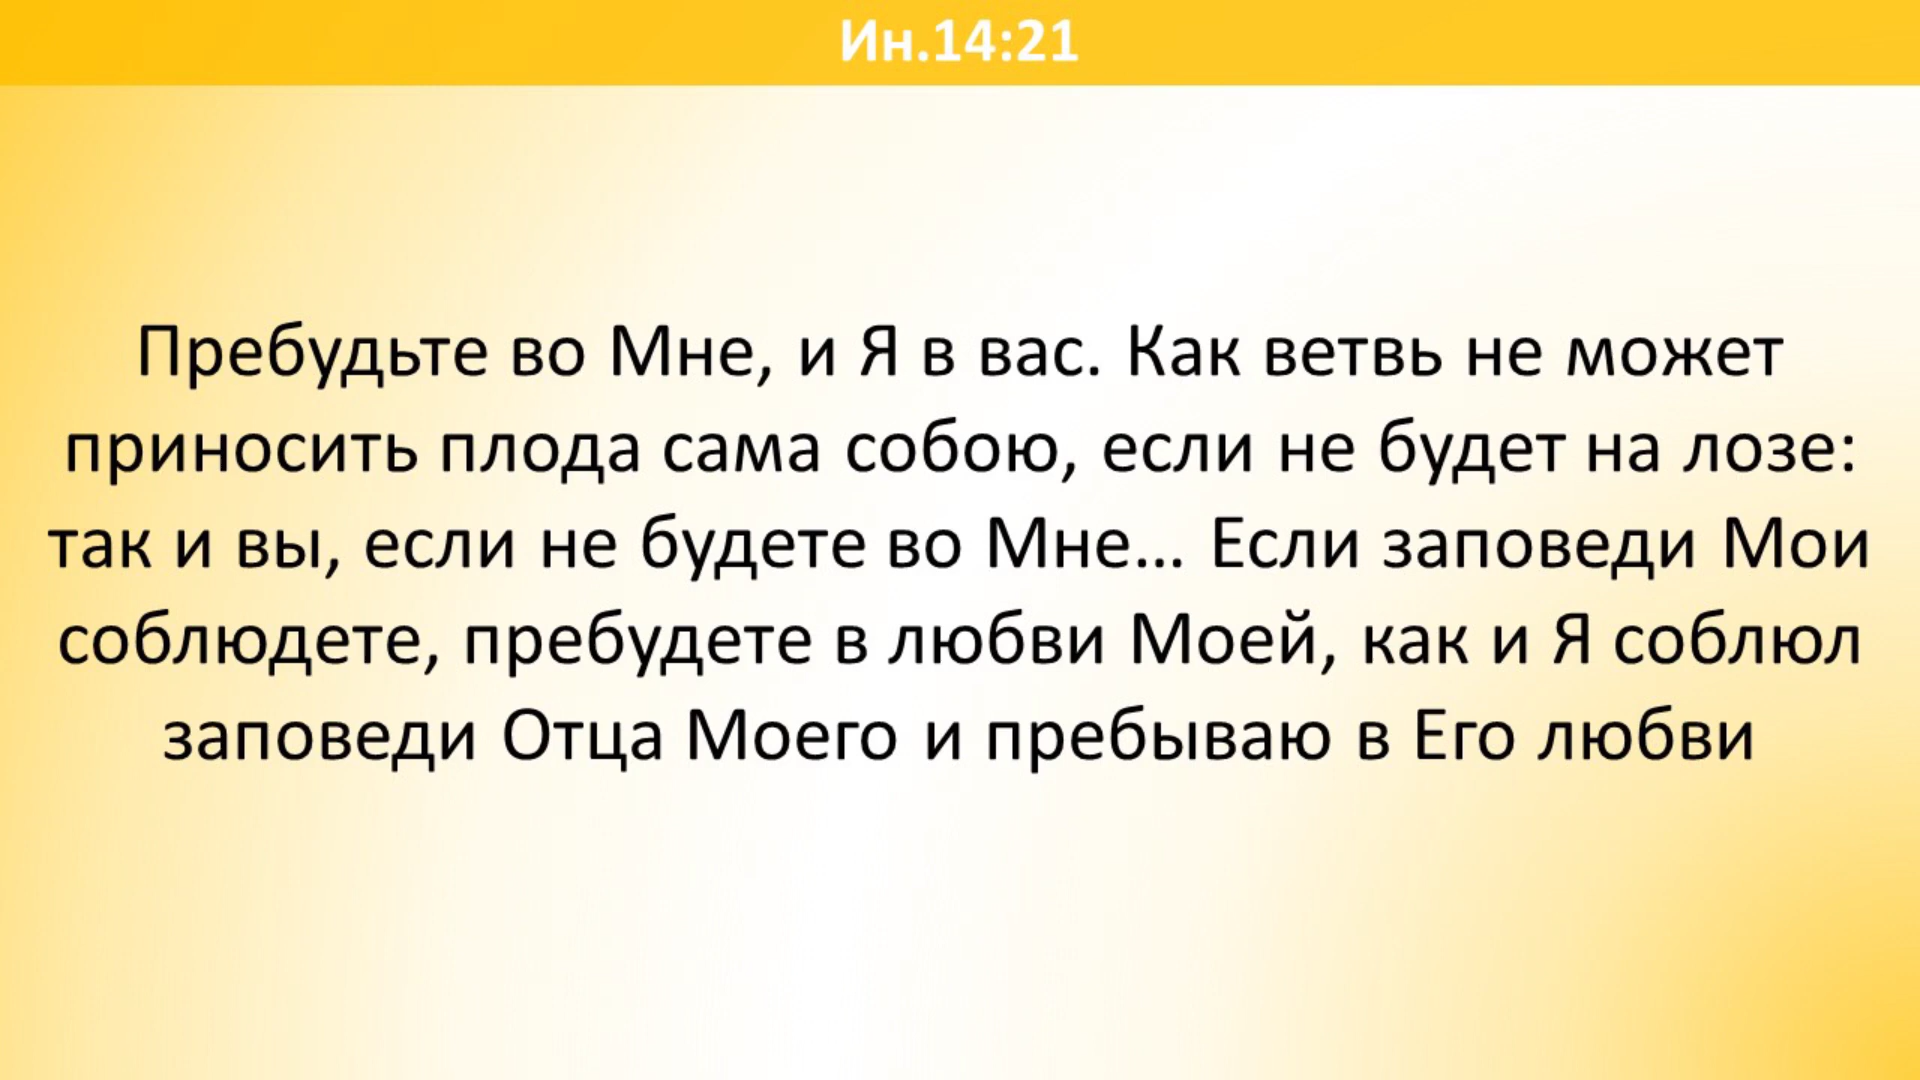 Ин.14:21
Пребудьте во Мне, и Я в вас. Как ветвь не может
приносить плода сама собою, если не будет на лозе:
так и вы, если не будете во Мне... Если заповеди Мои
соблюдете, пребудете в любви Моей, как и Я соблюл
заповеди Отца Моего и пребываю в Его любви